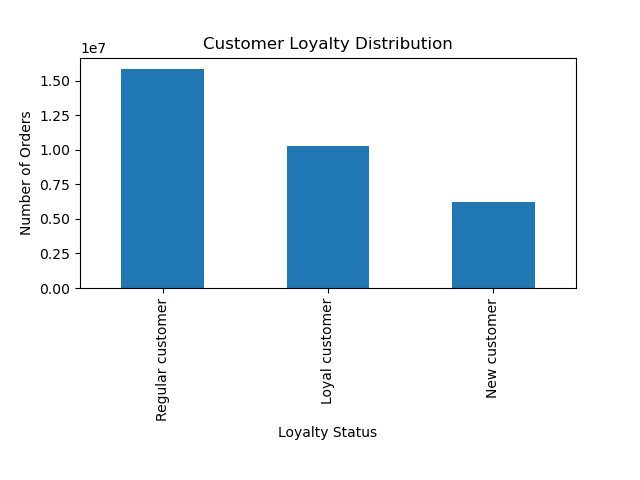 Customer Loyalty Distribution
1e7
1.50
1.25
1.00
0.75
0.50
0.25
0.00
Number of Orders
Regular customer
Loyal customer
New customer
Loyalty Status